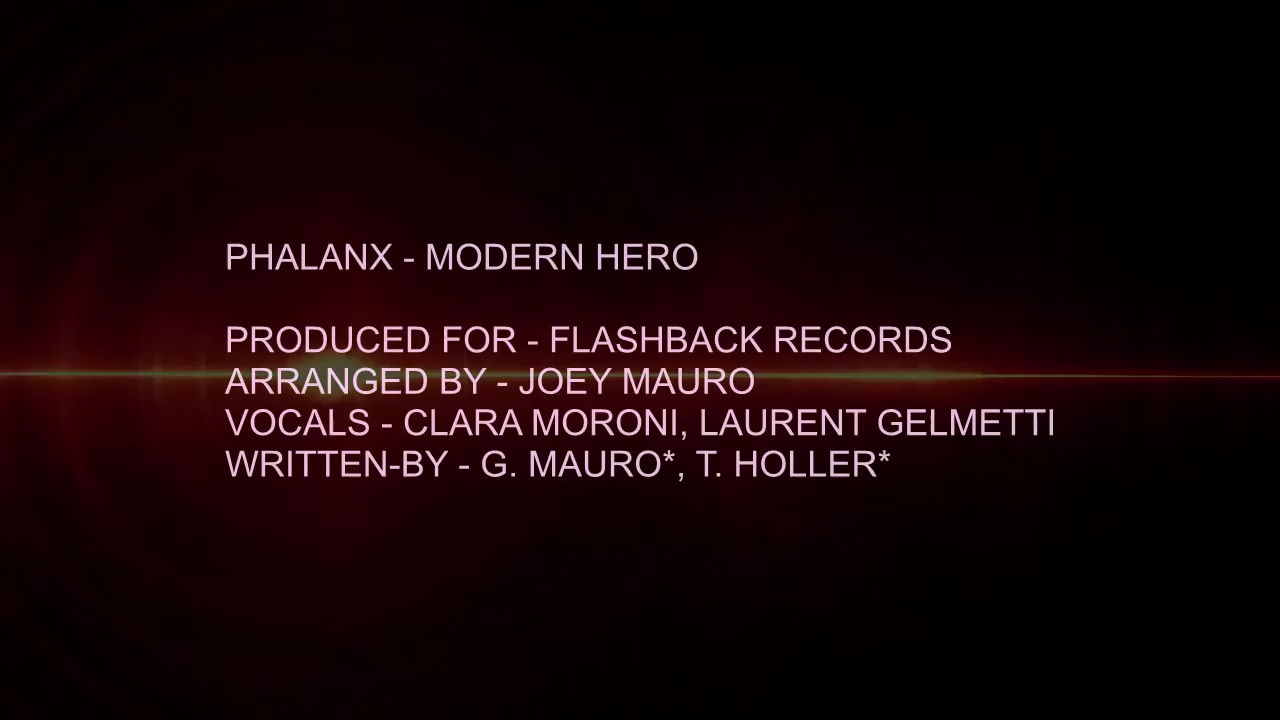 PHALANX - MODERN HERO
PRODUCED FOR - FLASHBACK RECORDS
ARRANGED BY - JOEY MAURO
VOCALS - CLARA MORONI, LAURENT GELMETTI
WRITTEN-BY - G. MAURO*, T. HOLLER*